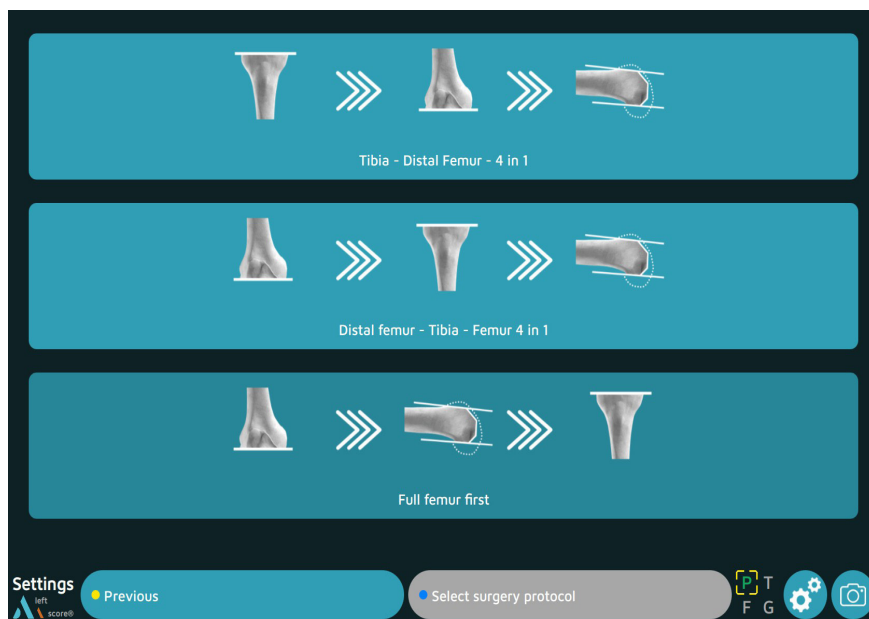 Tibia - Distal Femur - 4 in 1
Distal femur - Tibia - Femur 4 in 1
Full femur first
Settings
left
score®
Previous
Select surgery protocol
P T
F G